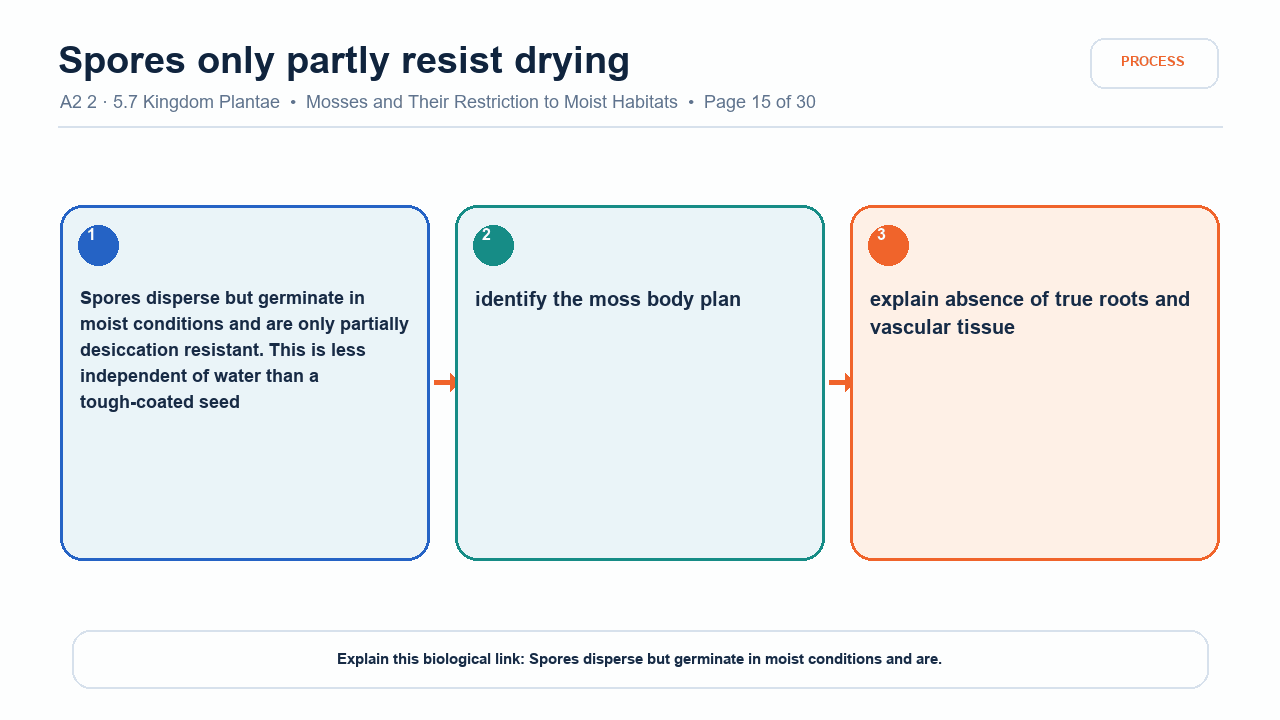 Spores only partly resist drying
PROCESS
A2 2 · 5.7 Kingdom Plantae • Mosses and Their Restriction to Moist Habitats • Page 15 of 30
1
Spores disperse but germinate in
moist conditions and are only partially
desiccation resistant. This is less
independent of water than a
tough-coated seed
2
identify the moss body plan
3
explain absence of true roots and
vascular tissue
Explain this biological link: Spores disperse but germinate in moist conditions and are.